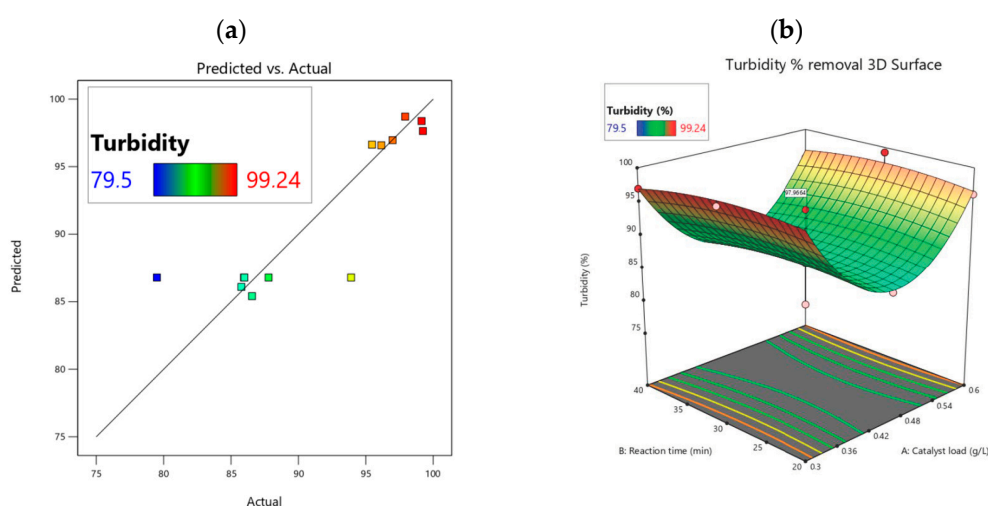 (a)
Predicted vs. Actual
Turbidity
79.5 99.24
100
95
90
85
80
75
Predicted
75 80 85 90 95 100
Actual
(b)
Turbidity % removal 3D Surface
Turbidity (%)
79.5 99.24
100
95
90
85
80
75
Turbidity (%)
97.9664
40
35
30
25
20
B: Reaction time (min)
0.3
0.36
0.42
0.48
0.54
0.6
A: Catalyst load (g/L)